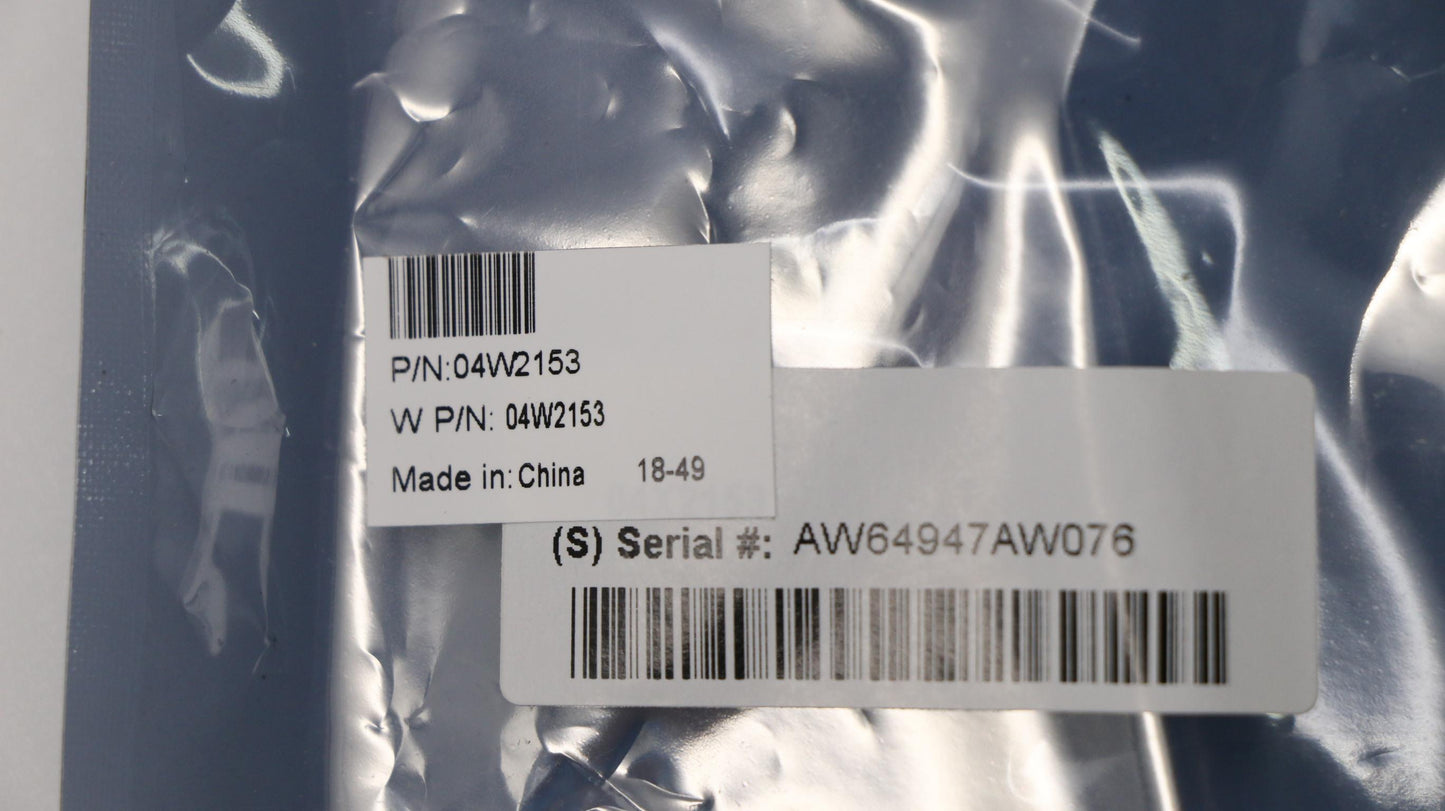 P/N:04W2153
W P/N: 04W2153
Made in: China 18-49
(S) Serial #: AW64947AW076